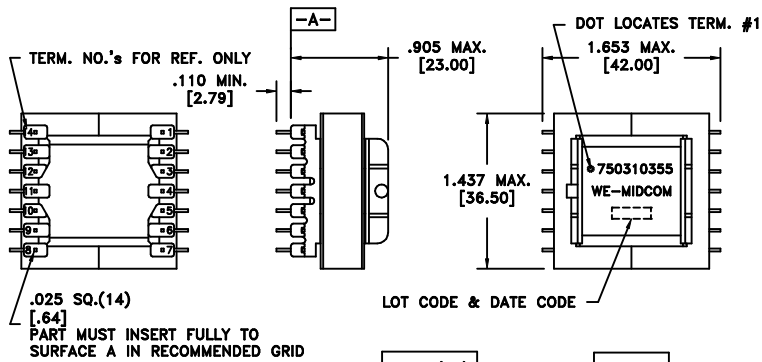 -A-
DOT LOCATES TERM. #1
.905 MAX.
[23.00]
1.653 MAX.
[42.00]
TERM. NO.'s FOR REF. ONLY
.110 MIN.
[2.79]
4 1
3 2
2 3
1 4
0 5
9 6
8 7
750310355
WE-MIDCOM
1.437 MAX.
[36.50]
.025 SQ.(14)
[.64]
LOT CODE & DATE CODE
PART MUST INSERT FULLY TO
SURFACE A IN RECOMMENDED GRID